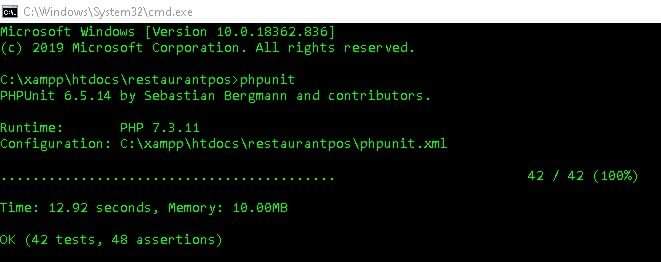 C:\Windows\System32\cmd.exe
Microsoft Windows [Version 10.0.18362.836]
(c) 2019 Microsoft Corporation. All rights reserved.
C:\xampp\htdocs\restaurantpos>phpunit
PHPUnit 6.5.14 by Sebastian Bergmann and contributors.
Runtime:       PHP 7.3.11
Configuration: C:\xampp\htdocs\restaurantpos\phpunit.xml
..........................................                        42 / 42 (100%)
Time: 12.92 seconds, Memory: 10.00MB
OK (42 tests, 48 assertions)